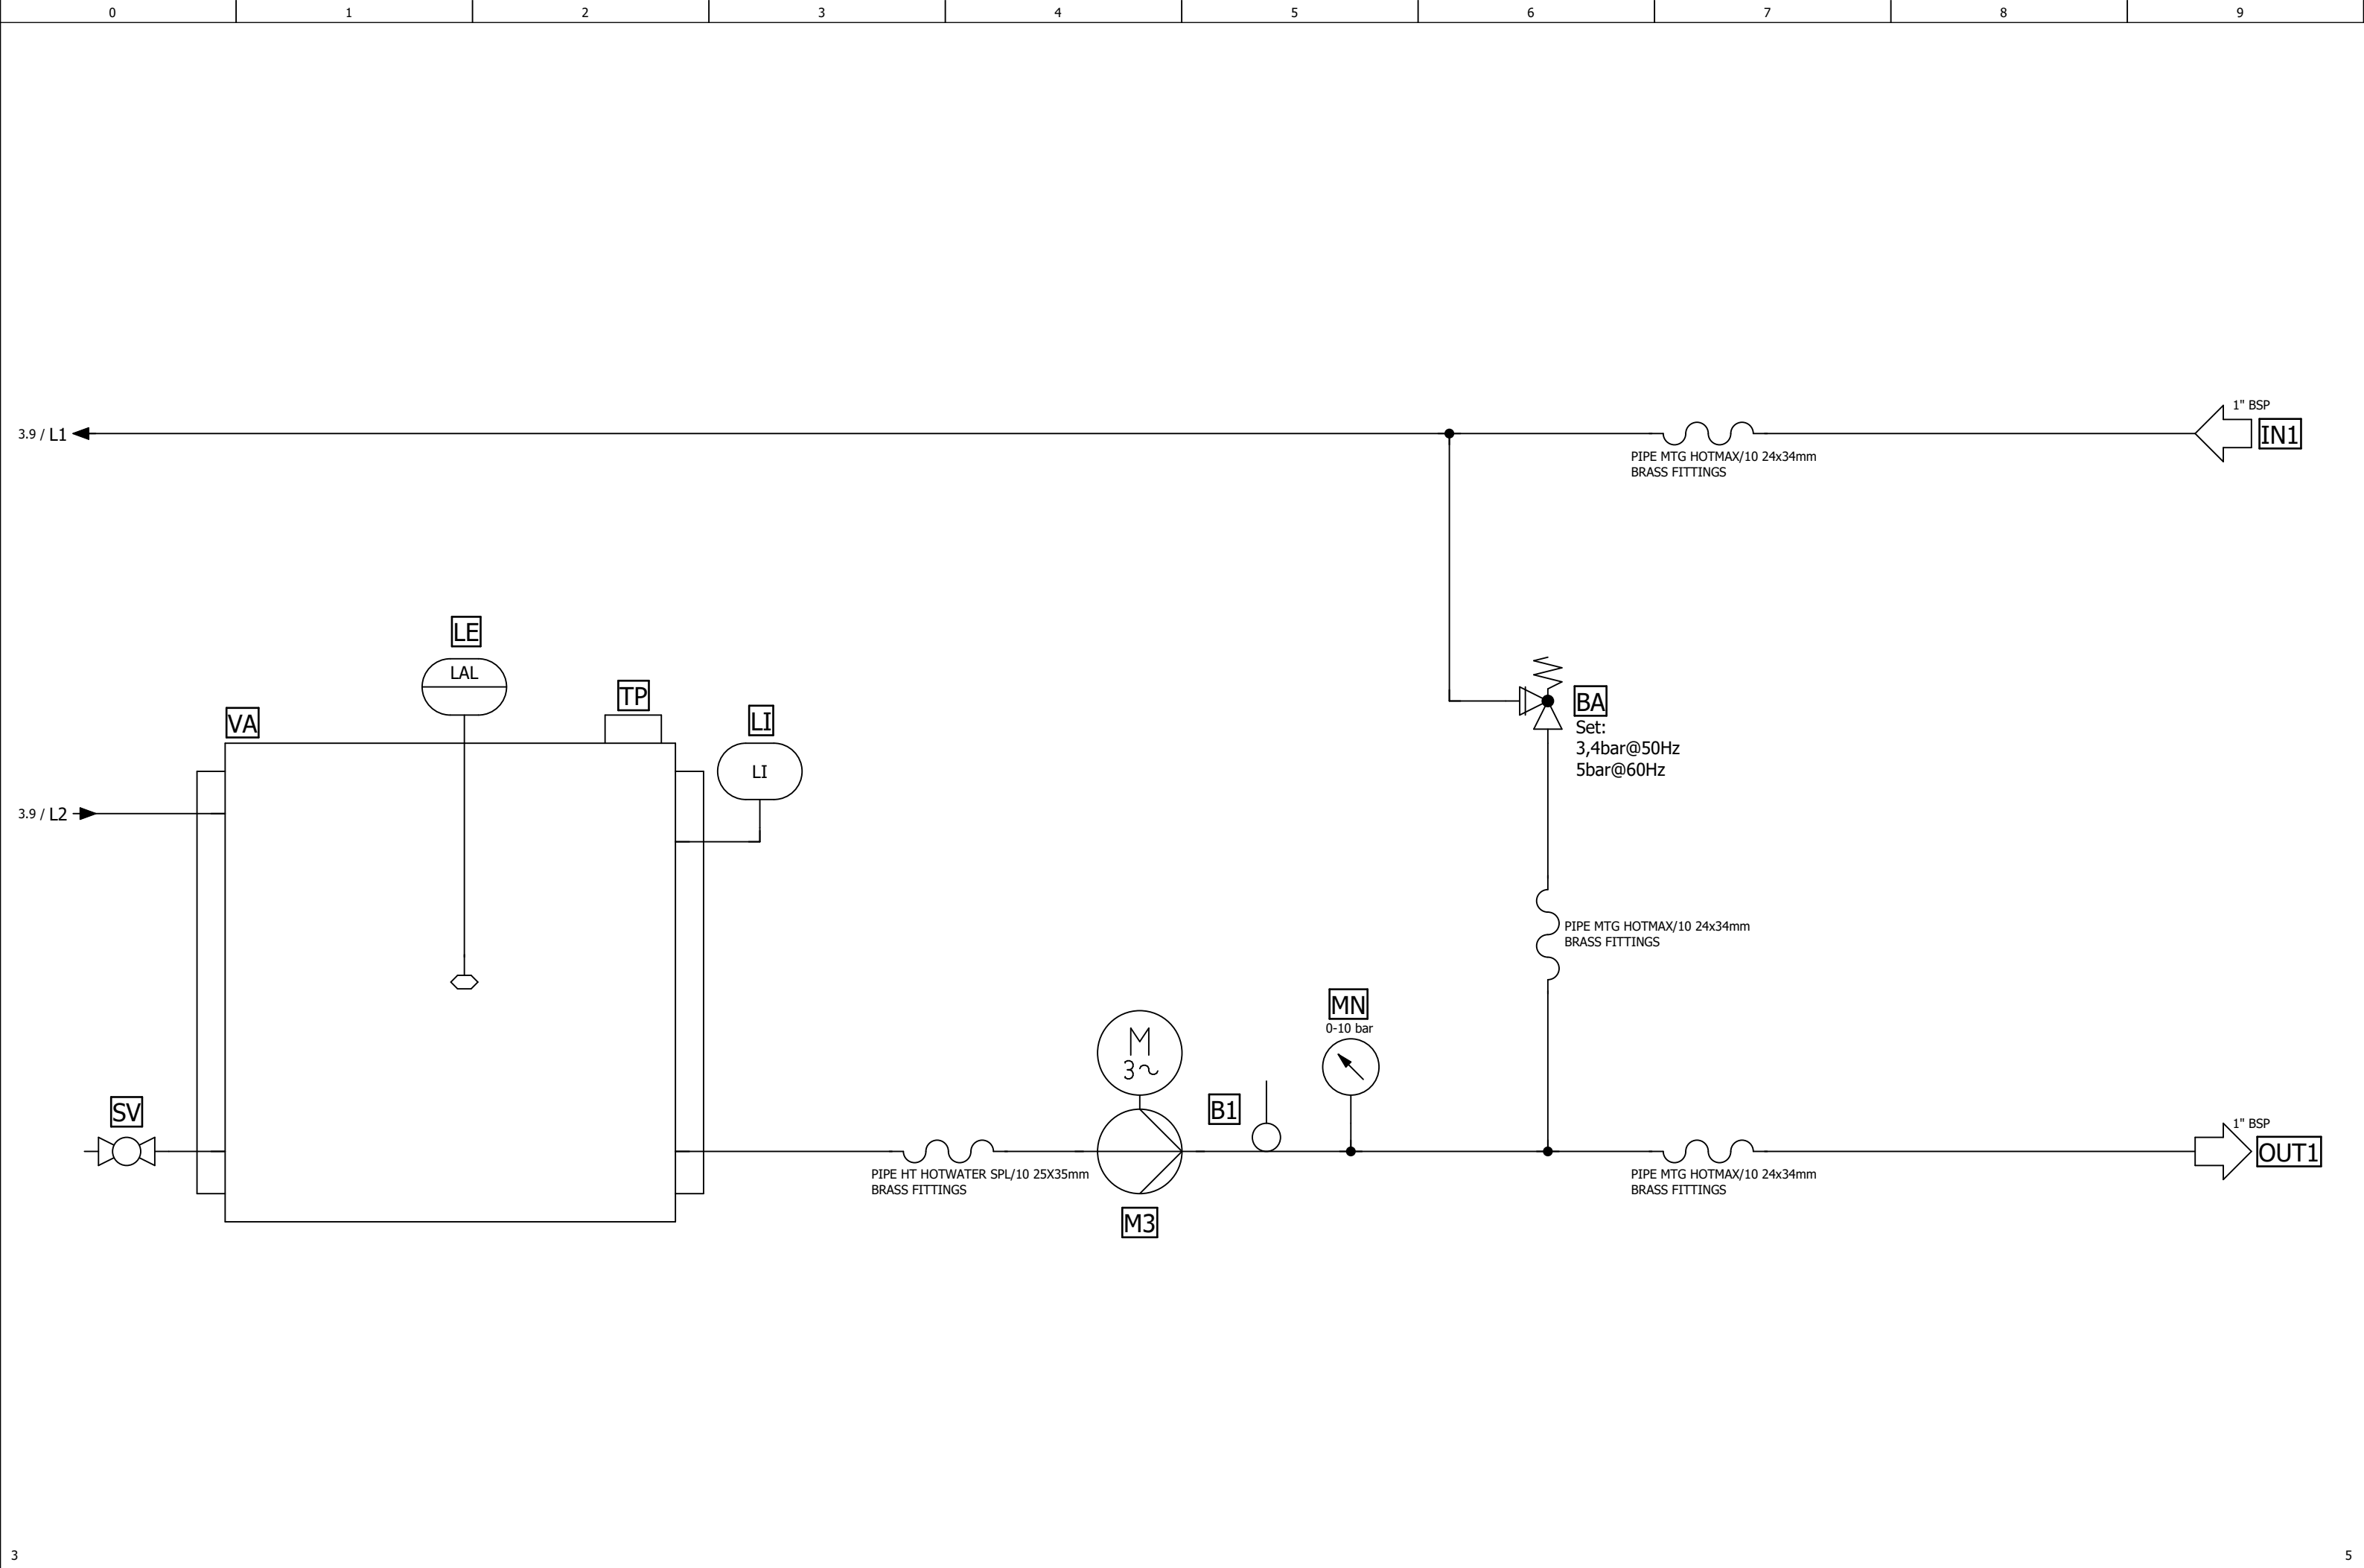 0 1 2 3 4 5 6 7 8 9
1" BSP
3.9 / L1
IN1
PIPE MTG HOTMAX/10 24x34mm
BRASS FITTINGS
LE
LAL
TP
BA
VA
LI
Set:
3,4bar@50Hz
5bar@60Hz
LI
3.9 / L2
PIPE MTG HOTMAX/10 24x34mm
BRASS FITTINGS
MN
0-10 bar
M
3~
SV
B1
1" BSP
OUT1
PIPE HT HOTWATER SPL/10 25X35mm
BRASS FITTINGS
PIPE MTG HOTMAX/10 24x34mm
BRASS FITTINGS
M3
3
5